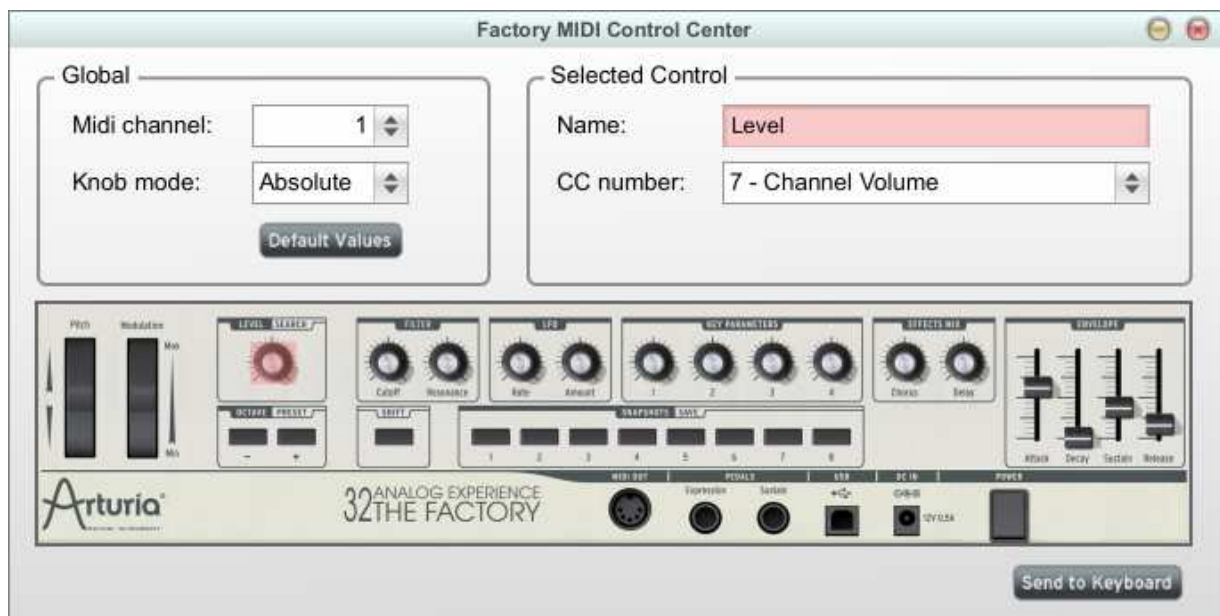 Factory MIDI Control Center
Global
Midi channel: 1
Knob mode: Absolute
Default Values
Selected Control
Name: Level
CC number: 7 - Channel Volume
Pitch Modulation
Max
Min
LEVEL SEARCH
FILTER
Cutoff Resonance
LFO
Rate Amount
KEY PARAMETERS
1 2 3 4
EFFECTS MIX
Chorus Delay
ENVELOPE
Attack Decay Sustain Release
OCTAVE PRESET
- +
SHIFT
SNAPSHOTS SAVE
1 2 3 4 5 6 7 8
MIDI OUT PEDALS USB DC IN POWER
Expression Sustain
12V 0,5A
Arturia
32 ANALOG EXPERIENCE
THE FACTORY
Send to Keyboard